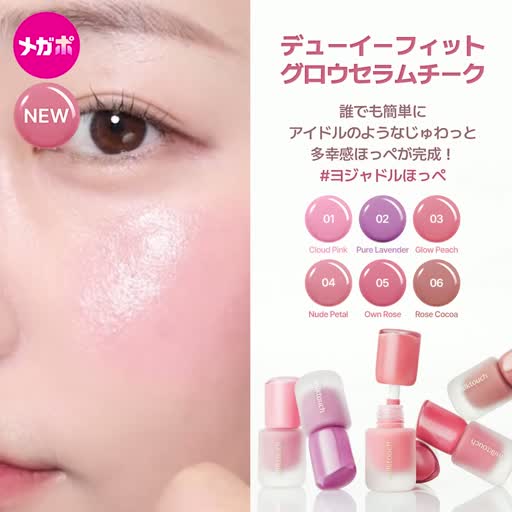 メガポ
NEW
デューイーフィット
グロウセラムチーク
誰でも簡単に
アイドルのようなじゅわっと
多幸感ほっぺが完成！
#ヨジャドルほっぺ
01
02
03
Cloud Pink
Pure Lavender
Glow Peach
04
05
06
Nude Petal
Own Rose
Rose Cocoa
milktouch
milktouch
milktouch
milktouch